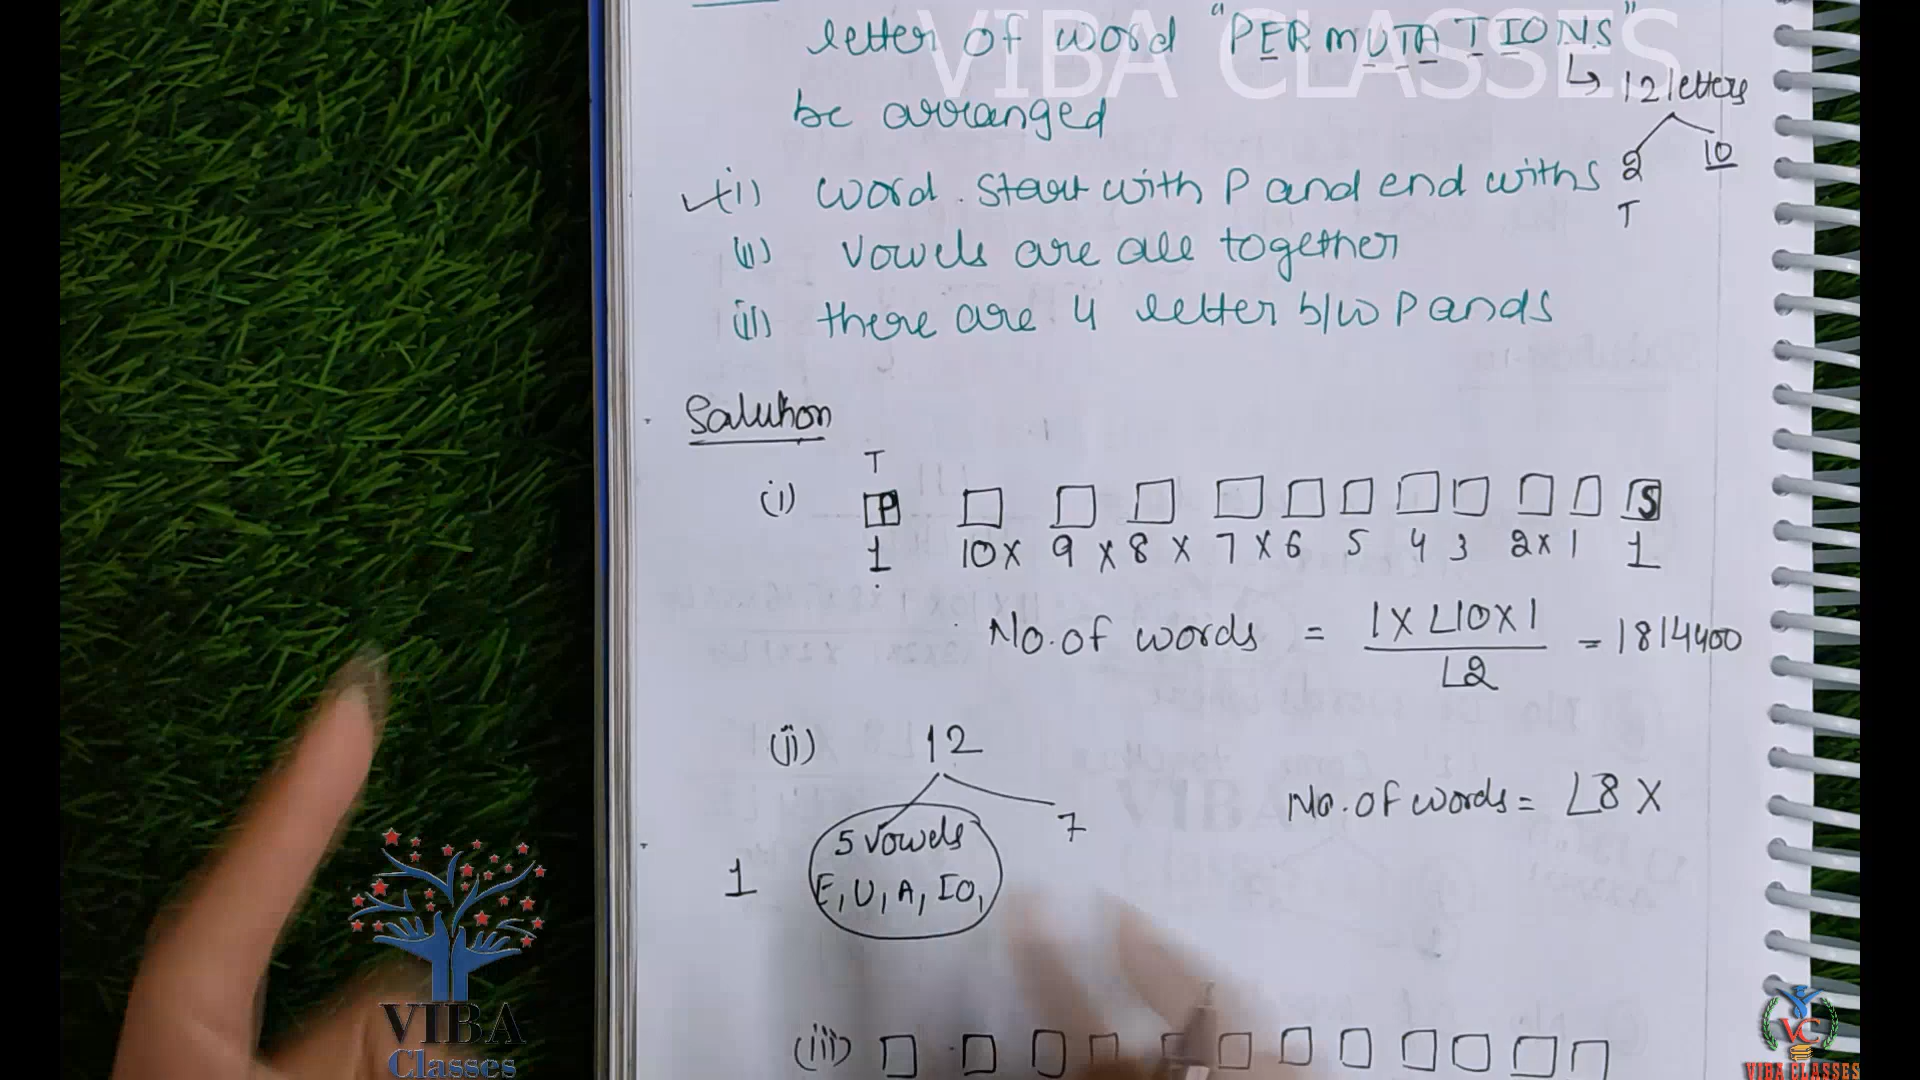 letter of word "PERMUTATIONS"
↳ 12 letters
be arranged
2 10
T
(i) word. start with P and end with S
(ii) vowels are all together
(iii) there are 4 letter b/w P and S
Solution
T
(i) P S
1 10 x 9 x 8 x 7 x 6 5 4 3 2 x 1 1
No. of words = 1 x ∟10 x 1 / ∟2 = 1814400
(ii) 12
5 vowels 7
No. of words = ∟8 x
1 E, U, A, I O,
(iii)
VIBA CLASSES
VIBA
Classes
VC
VIBA CLASSES